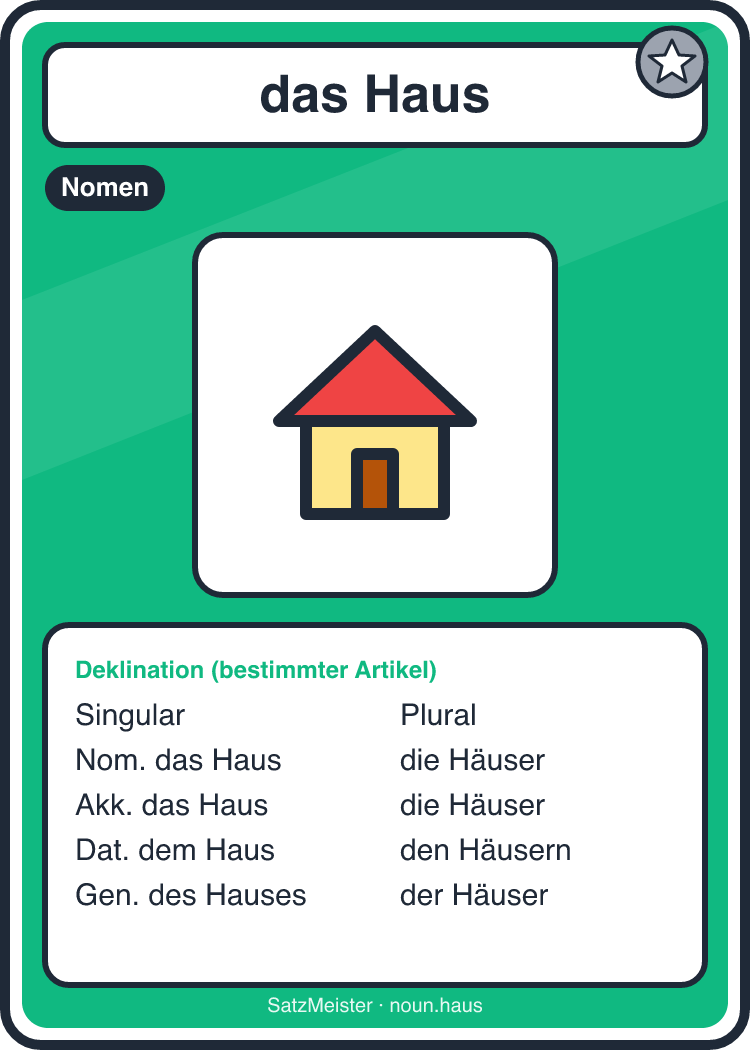 das Haus
Nomen
Deklination (bestimmter Artikel)
Singular Plural
Nom. das Haus die Häuser
Akk. das Haus die Häuser
Dat. dem Haus den Häusern
Gen. des Hauses der Häuser
SatzMeister · noun.haus